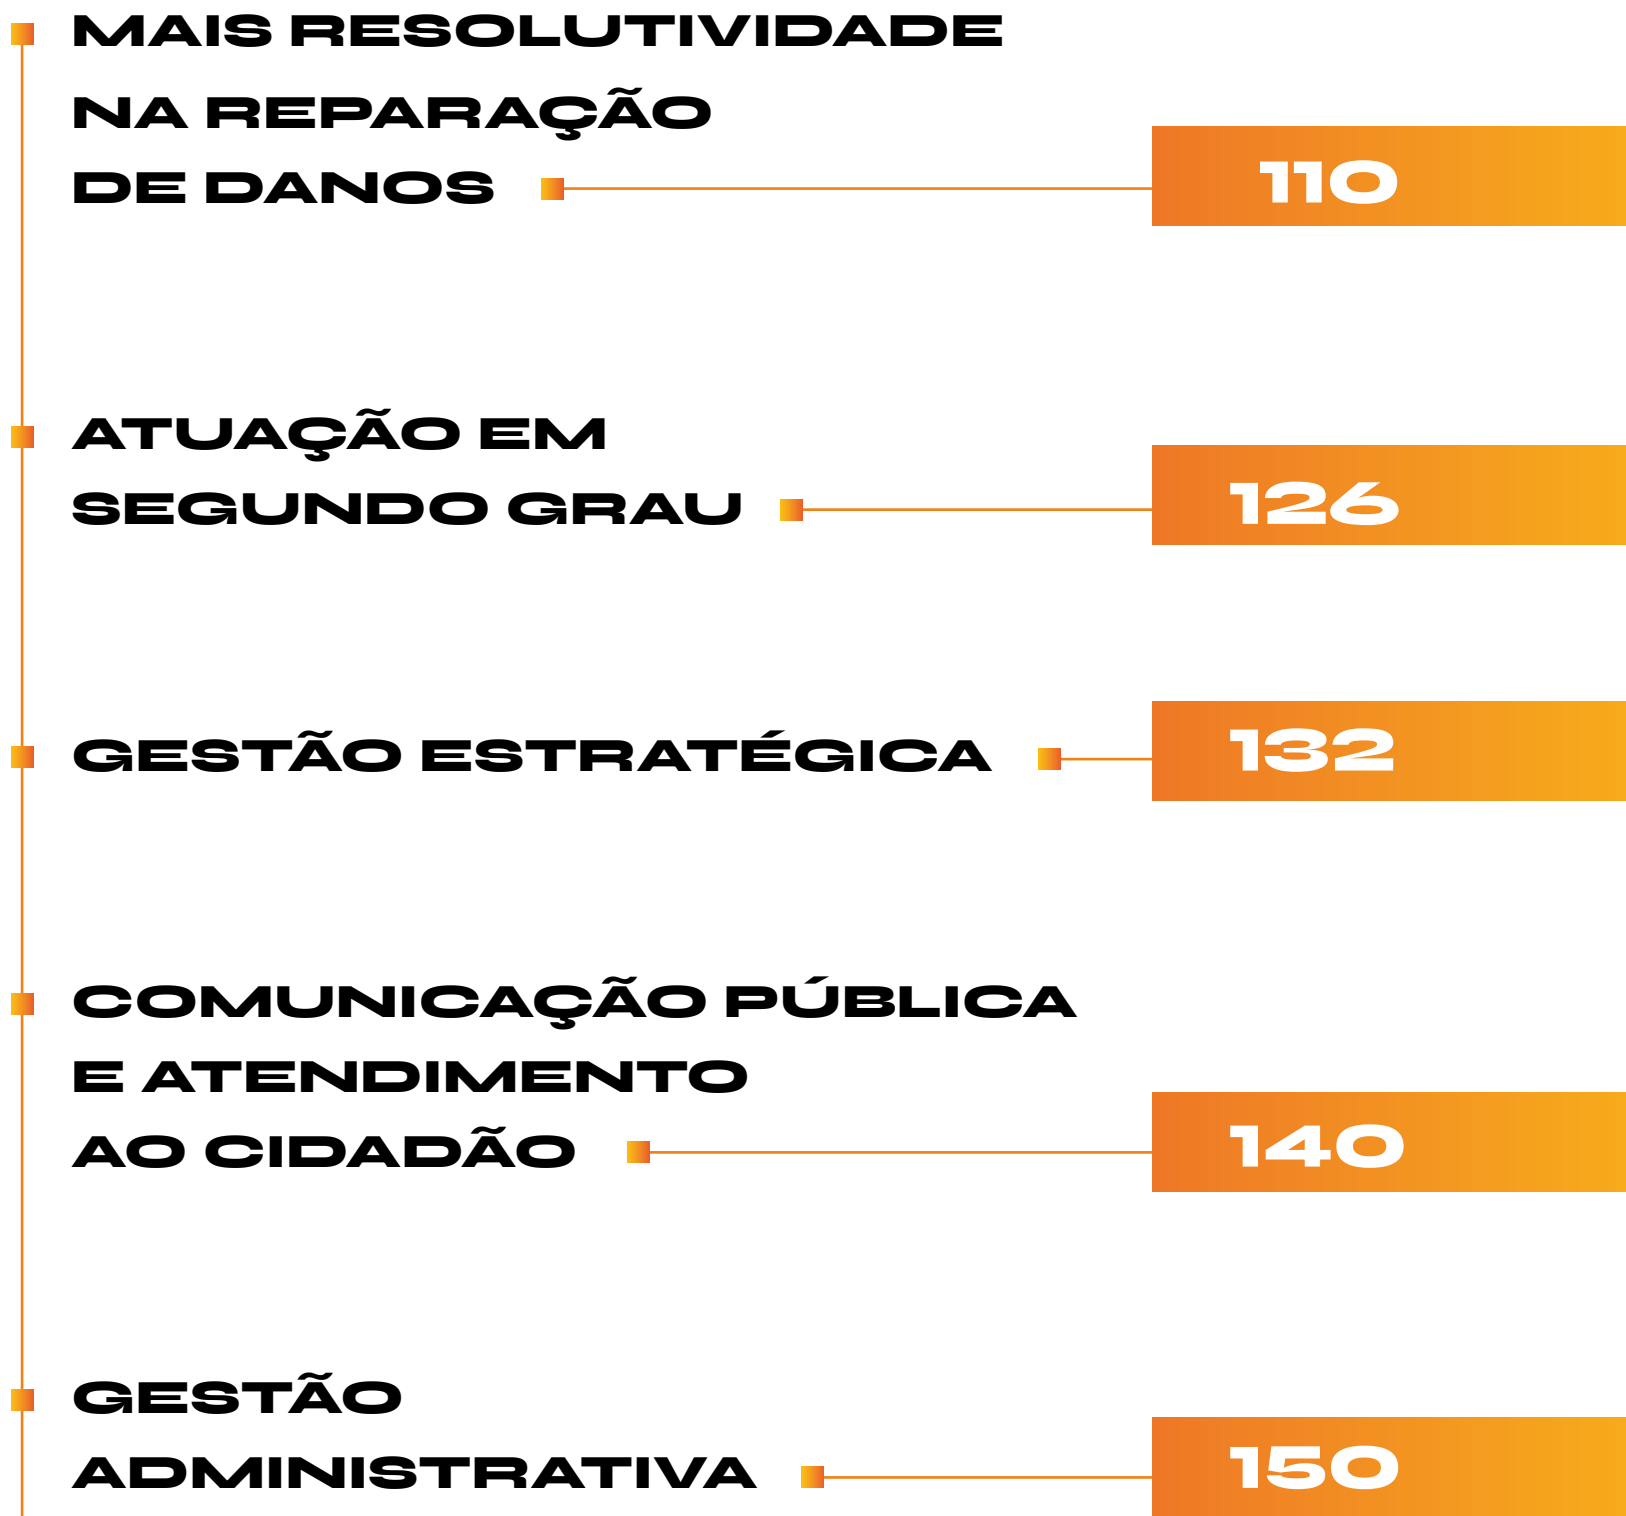 MAIS RESOLUTIVIDADE
NA REPARAÇÃO
DE DANOS 110
ATUAÇÃO EM
SEGUNDO GRAU 126
GESTÃO ESTRATÉGICA 132
COMUNICAÇÃO PÚBLICA
E ATENDIMENTO
AO CIDADÃO 140
GESTÃO
ADMINISTRATIVA 150